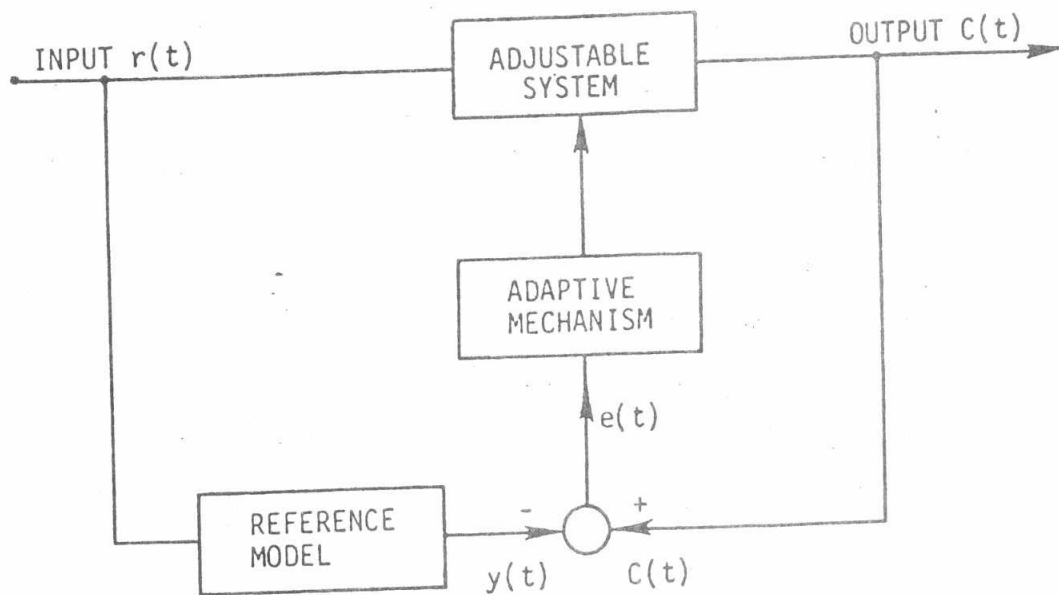 INPUT r(t)
ADJUSTABLE
SYSTEM
OUTPUT C(t)
ADAPTIVE
MECHANISM
e(t)
REFERENCE
MODEL
-
+
y(t)
C(t)